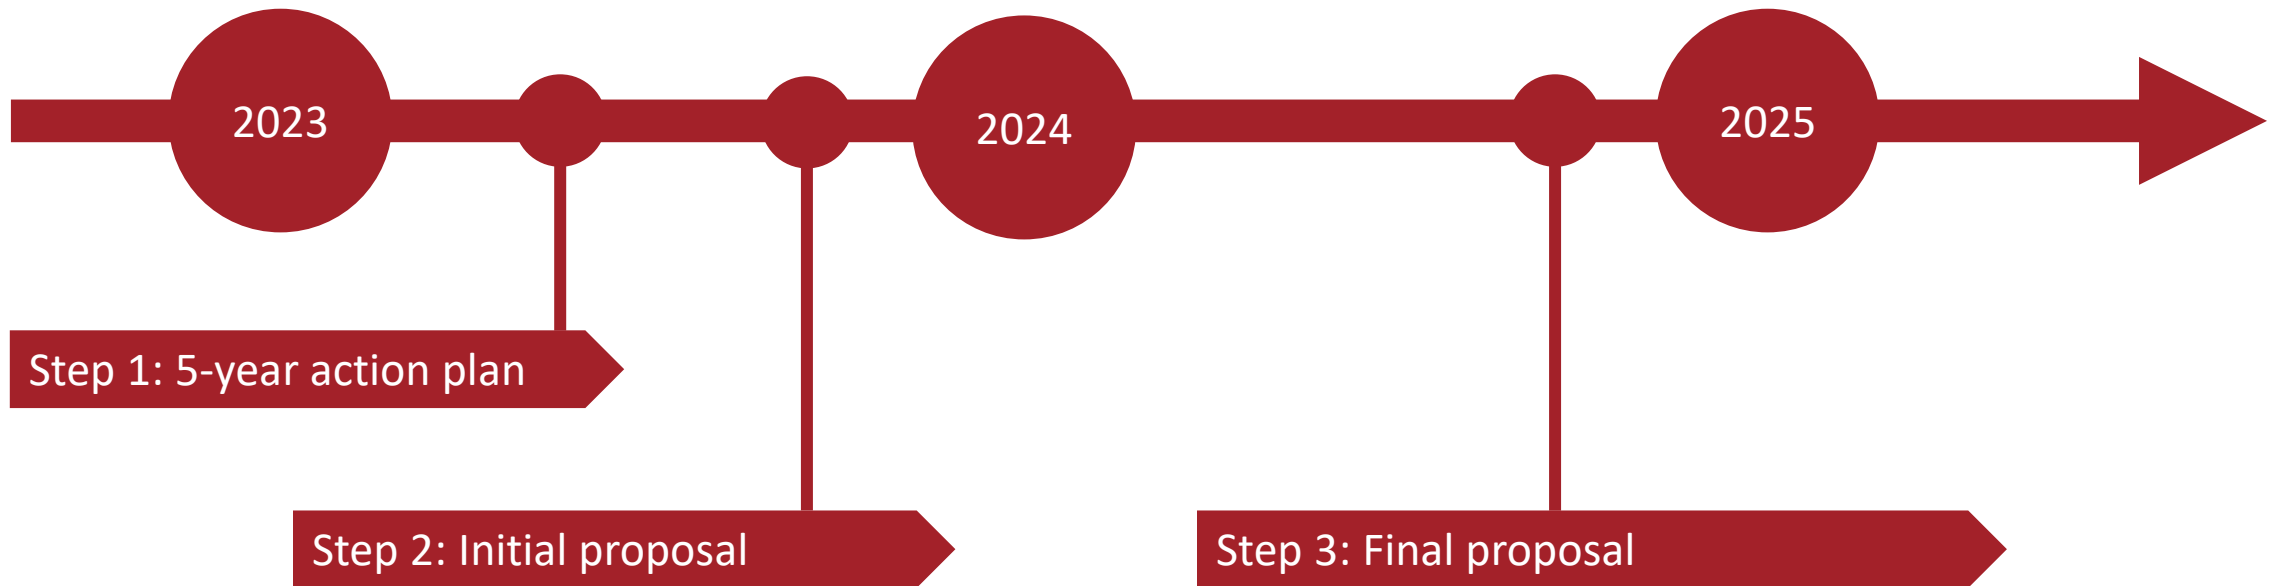 2023
2024
2025
Step 1: 5-year action plan
Step 2: Initial proposal
Step 3: Final proposal